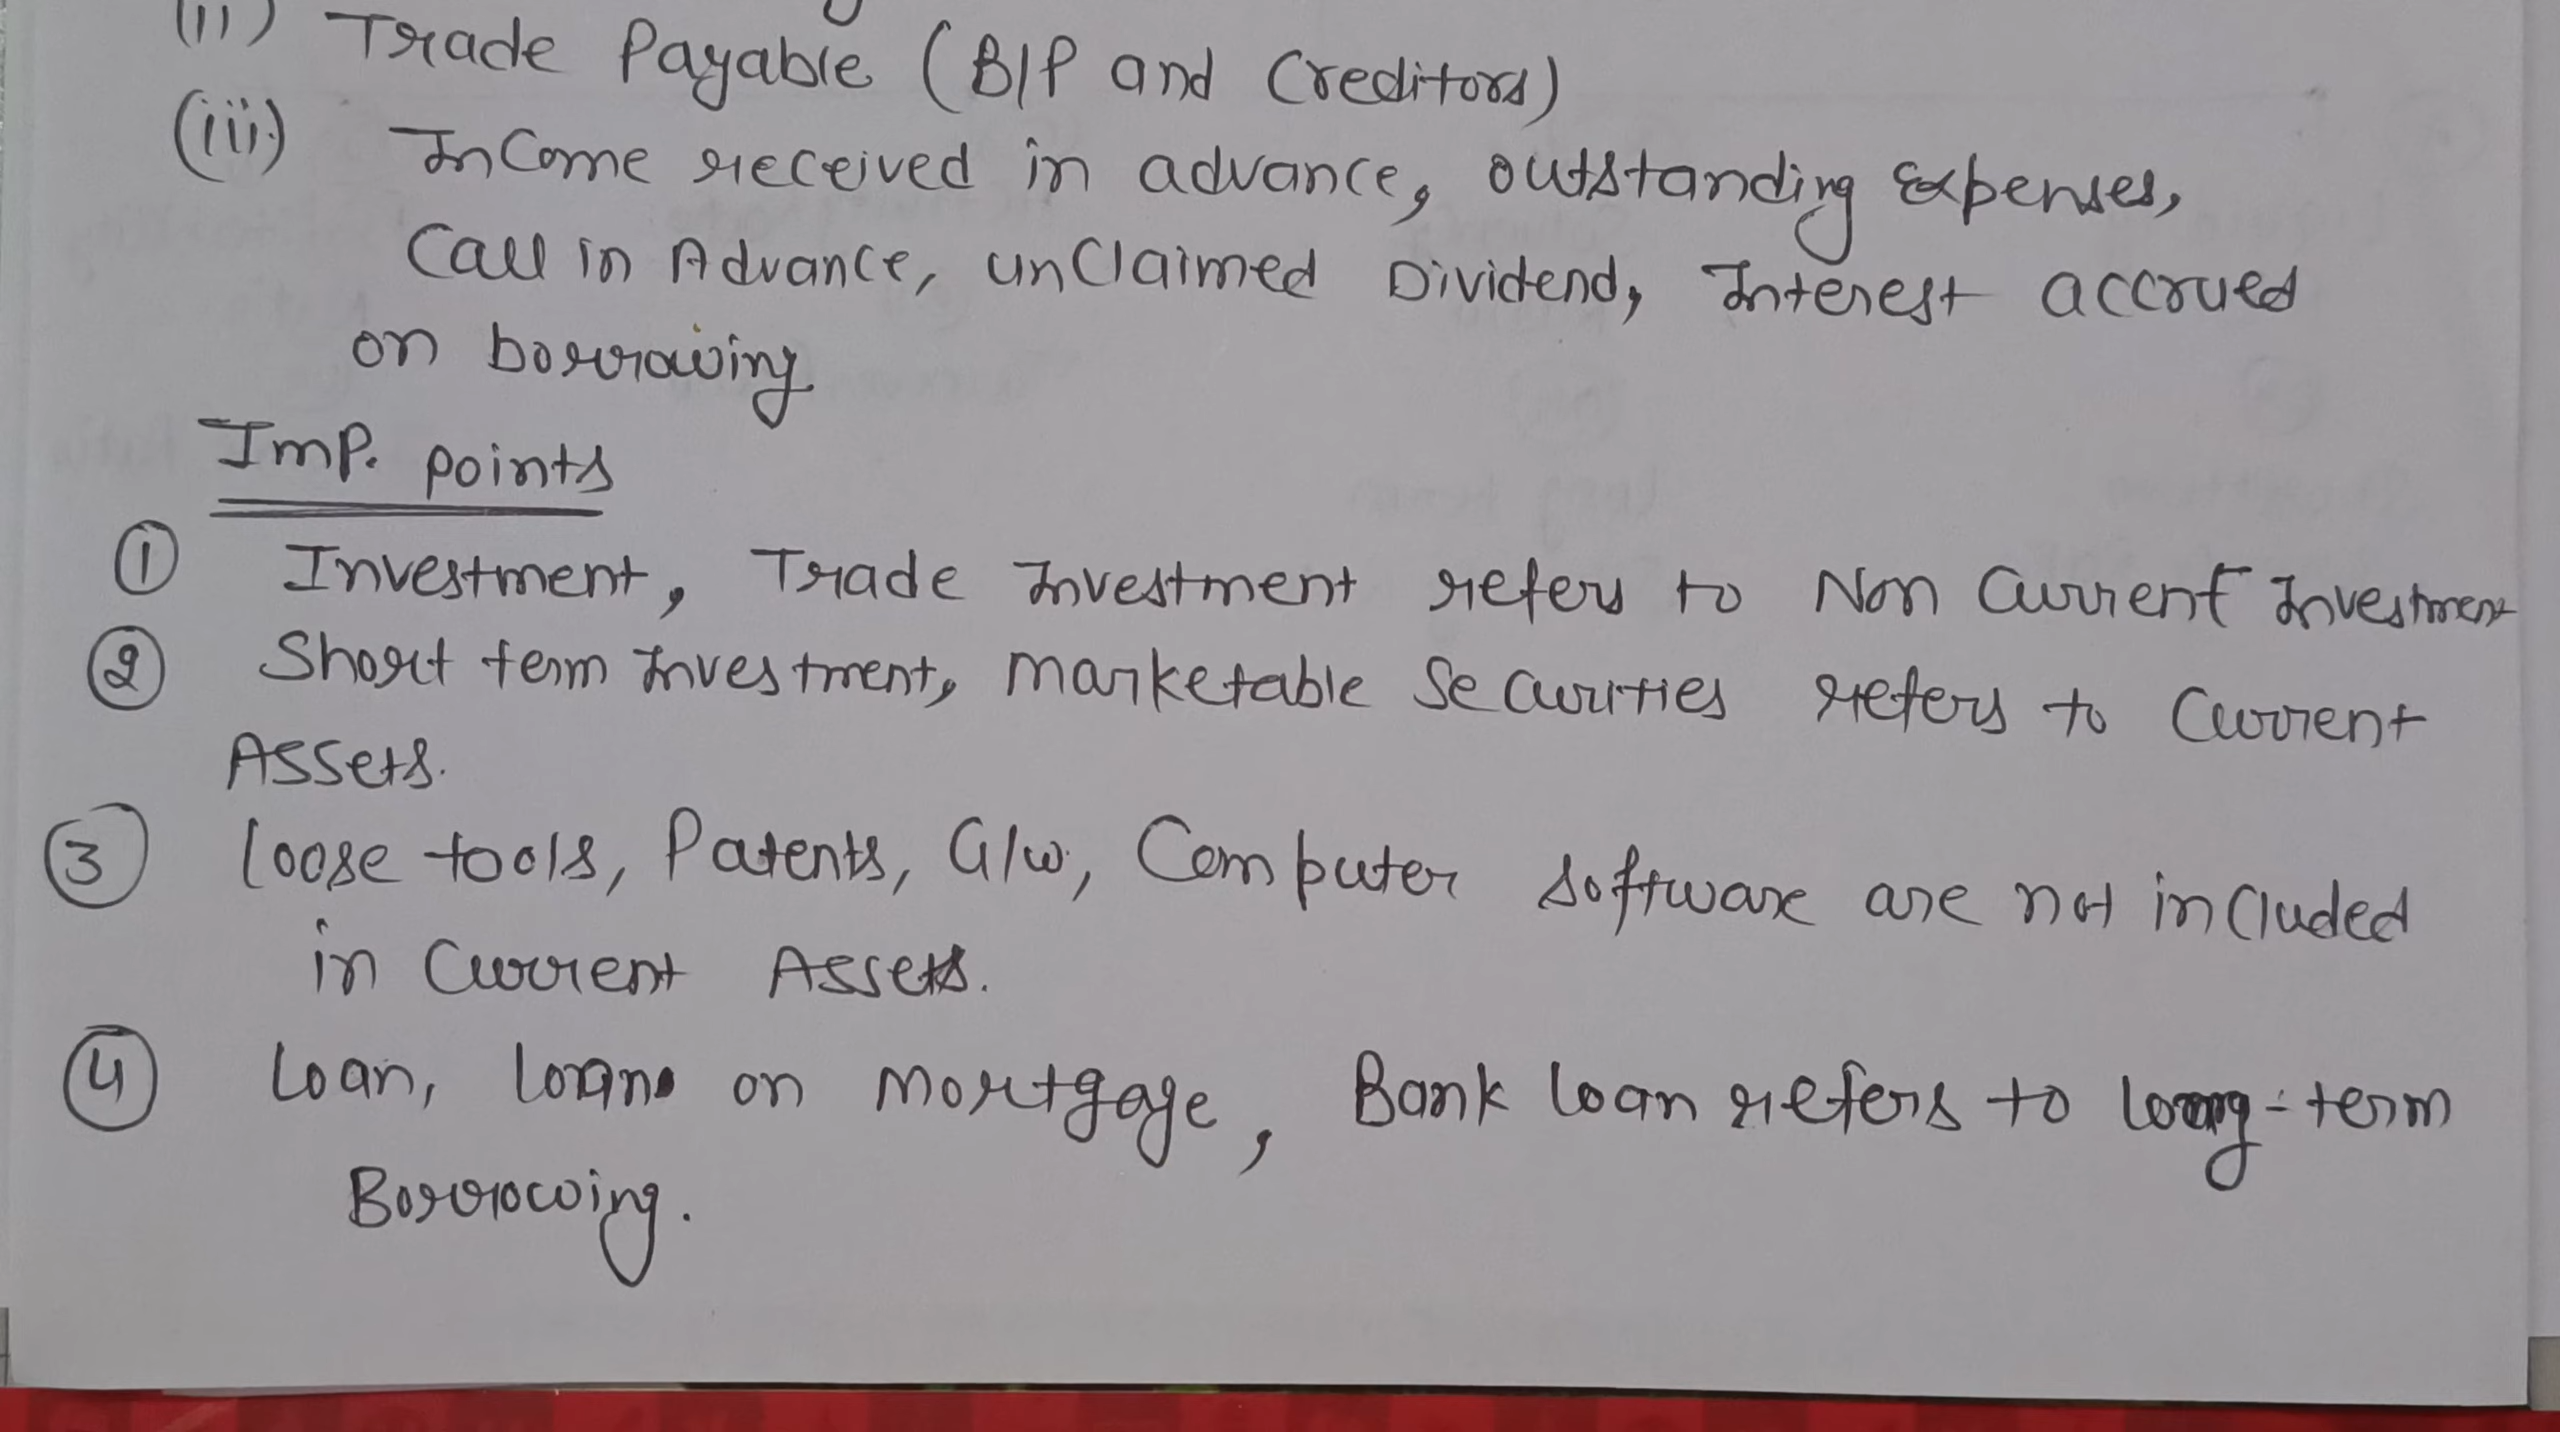 (ii) Trade Payable (B/P and Creditors)
(iii) Income received in advance, outstanding Expenses,
Call in Advance, unclaimed Dividend, Interest accrued
on borrowing
Imp. points
① Investment, Trade Investment refers to Non Current Investment
② Short term Investment, marketable Securities refers to Current
Assets.
③ loose tools, Patents, G/w, Computer software are not included
in Current Assets.
④ Loan, loans on mortgage, Bank loan refers to long-term
Borrowing.